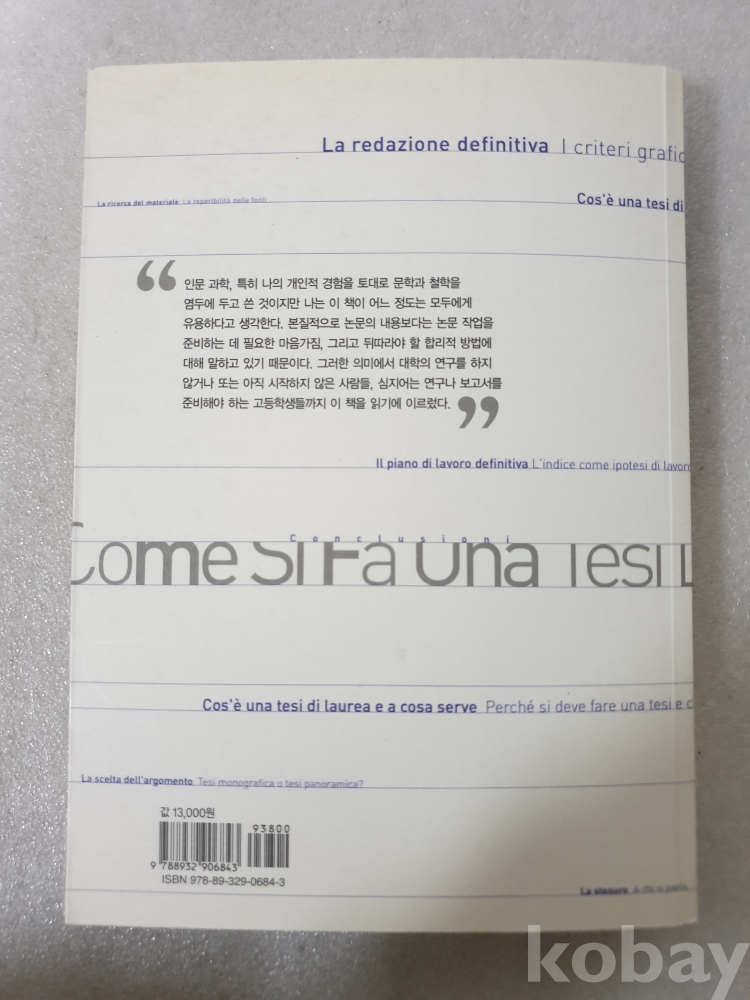 La redazione definitiva I criteri grafic
La ricerca del materiale La reperibilità delle fonti
Cos'è una tesi di
“ 인문 과학, 특히 나의 개인적 경험을 토대로 문학과 철학을
염두에 두고 쓴 것이지만 나는 이 책이 어느 정도는 모두에게
유용하다고 생각한다. 본질적으로 논문의 내용보다는 논문 작업을
준비하는 데 필요한 마음가짐, 그리고 뒤따라야 할 합리적 방법에
대해 말하고 있기 때문이다. 그러한 의미에서 대학의 연구를 하지
않거나 또는 아직 시작하지 않은 사람들, 심지어는 연구나 보고서를
준비해야 하는 고등학생들까지 이 책을 읽기에 이르렀다. ”
Il piano di lavoro definitiva L'indice come ipotesi di lavoro
Conclusioni
Come Si Fa Una Tesi L
Cos'è una tesi di laurea e a cosa serve Perché si deve fare una tesi e c
La scelta dell'argomento Tesi monografica o tesi panoramica?
값 13,000원
93800
9 788932 906843
ISBN 978-89-329-0684-3
La stesura A chi si parla
kobay